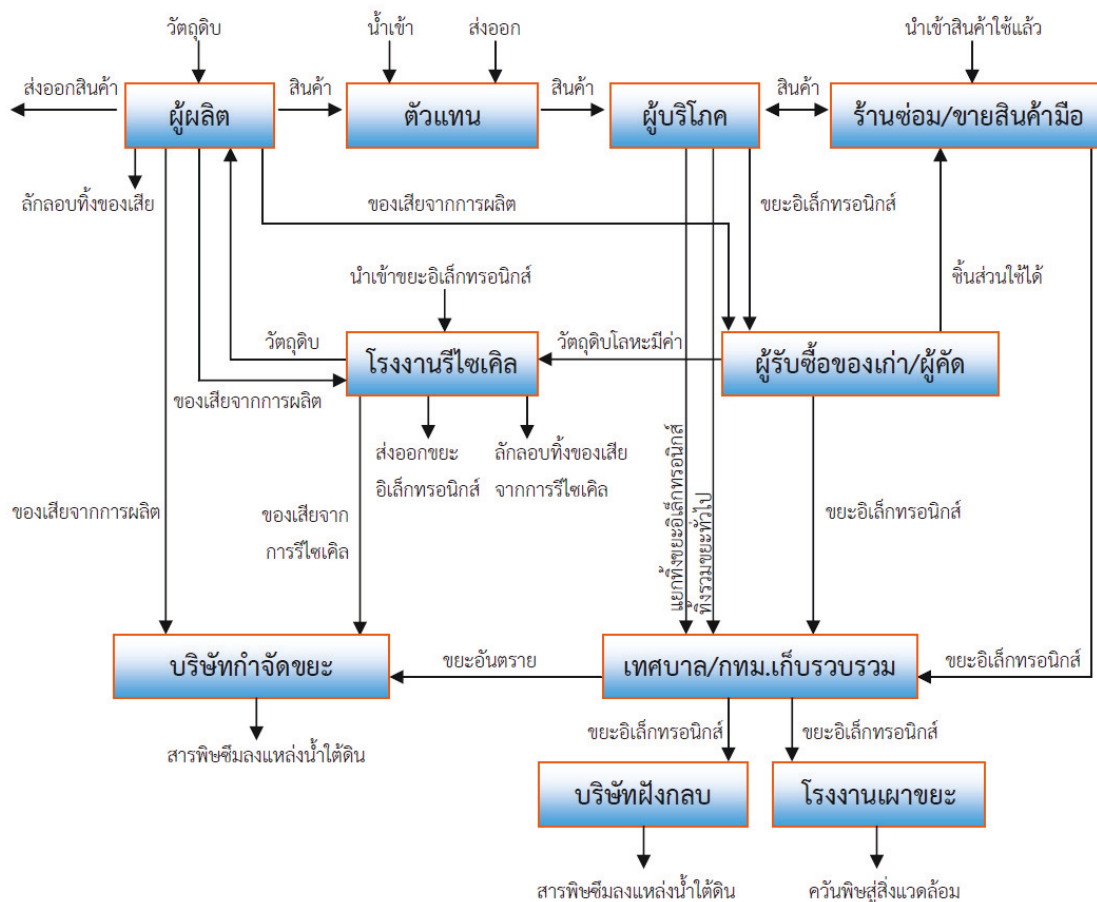 วัตถุดิบ
น้ำเข้า
ส่งออก
นำเข้าสินค้าใช้แล้ว
ส่งออกสินค้า
ผู้ผลิต
สินค้า
ตัวแทน
สินค้า
ผู้บริโภค
สินค้า
ร้านซ่อม/ขายสินค้ามือ
ลักลอบทิ้งของเสีย
ของเสียจากการผลิต
ขยะอิเล็กทรอนิกส์
นำเข้าขยะอิเล็กทรอนิกส์
ชิ้นส่วนใช้ได้
วัตถุดิบ
โรงงานรีไซเคิล
วัตถุดิบโลหะมีค่า
ผู้รับซื้อของเก่า/ผู้คัด
ของเสียจากการผลิต
ส่งออกขยะ
อิเล็กทรอนิกส์
ลักลอบทิ้งของเสีย
จากการรีไซเคิล
แยกทิ้งขยะอิเล็กทรอนิกส์
ทิ้งรวมขยะทั่วไป
ของเสียจากการผลิต
ของเสียจาก
การรีไซเคิล
ขยะอิเล็กทรอนิกส์
บริษัทกำจัดขยะ
ขยะอันตราย
เทศบาล/กทม.เก็บรวบรวม
ขยะอิเล็กทรอนิกส์
สารพิษซึมลงแหล่งน้ำใต้ดิน
ขยะอิเล็กทรอนิกส์
ขยะอิเล็กทรอนิกส์
บริษัทฝังกลบ
โรงงานเผาขยะ
สารพิษซึมลงแหล่งน้ำใต้ดิน
ควันพิษสู่สิ่งแวดล้อม